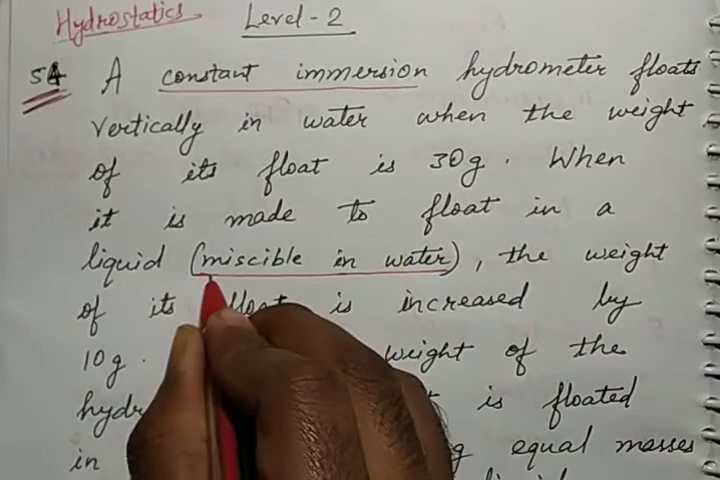 Hydrostatics Level-2
54 A constant immersion hydrometer floats
vertically in water when the weight
of its float is 30g. When
it is made to float in a
liquid (miscible in water), the weight
of its float is increased by
10g. weight of the
is floated
in equal masses